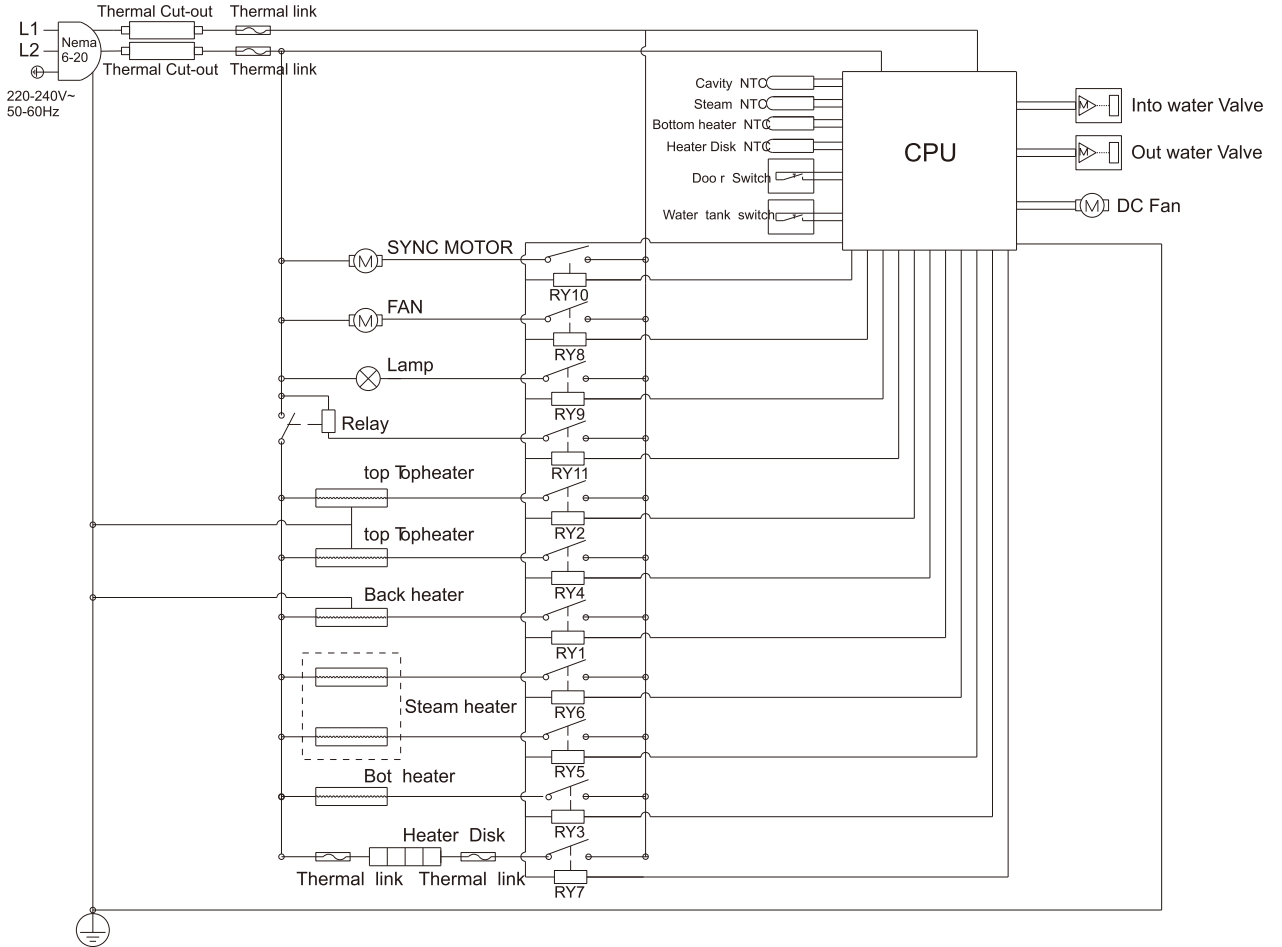 Thermal Cut-out Thermal link
L1
L2
Nema
6-20
Thermal Cut-out Thermal link
220-240V~
50-60Hz
Cavity NTC
Steam NTC
Bottom heater NTC
Heater Disk NTC
Doo r Switch
Water tank switch
CPU
M Into water Valve
M Out water Valve
M DC Fan
SYNC MOTOR
M
RY10
FAN
M
RY8
Lamp
RY9
Relay
RY11
top Topheater
RY2
top Topheater
RY4
Back heater
RY1
RY6
Steam heater
RY5
Bot heater
RY3
Heater Disk
Thermal link Thermal link
RY7